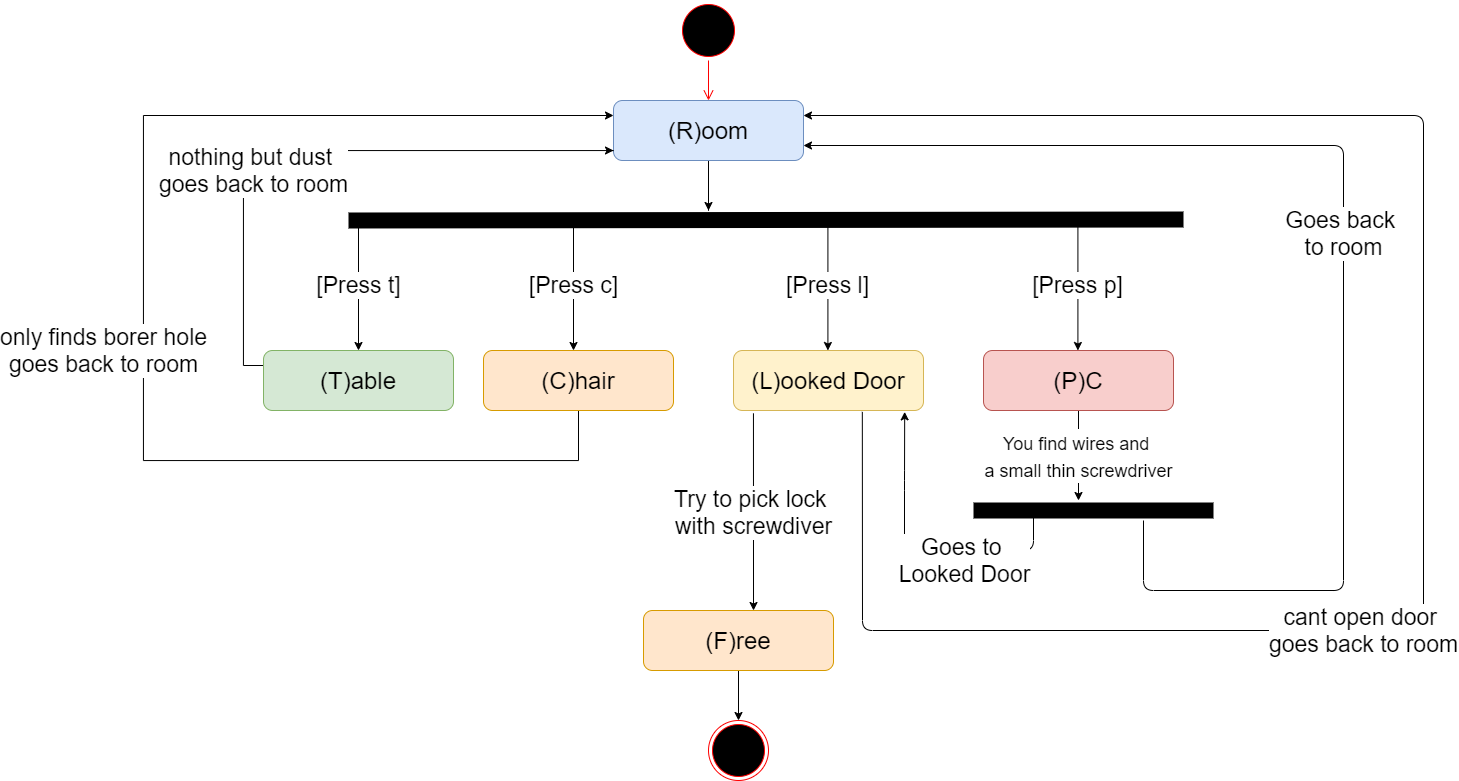 (R)oom
nothing but dust
goes back to room
Goes back
to room
[Press t]
[Press c]
[Press l]
[Press p]
only finds borer hole
goes back to room
(T)able
(C)hair
(L)ooked Door
(P)C
You find wires and
a small thin screwdriver
Try to pick lock
with screwdiver
Goes to
Looked Door
cant open door
goes back to room
(F)ree